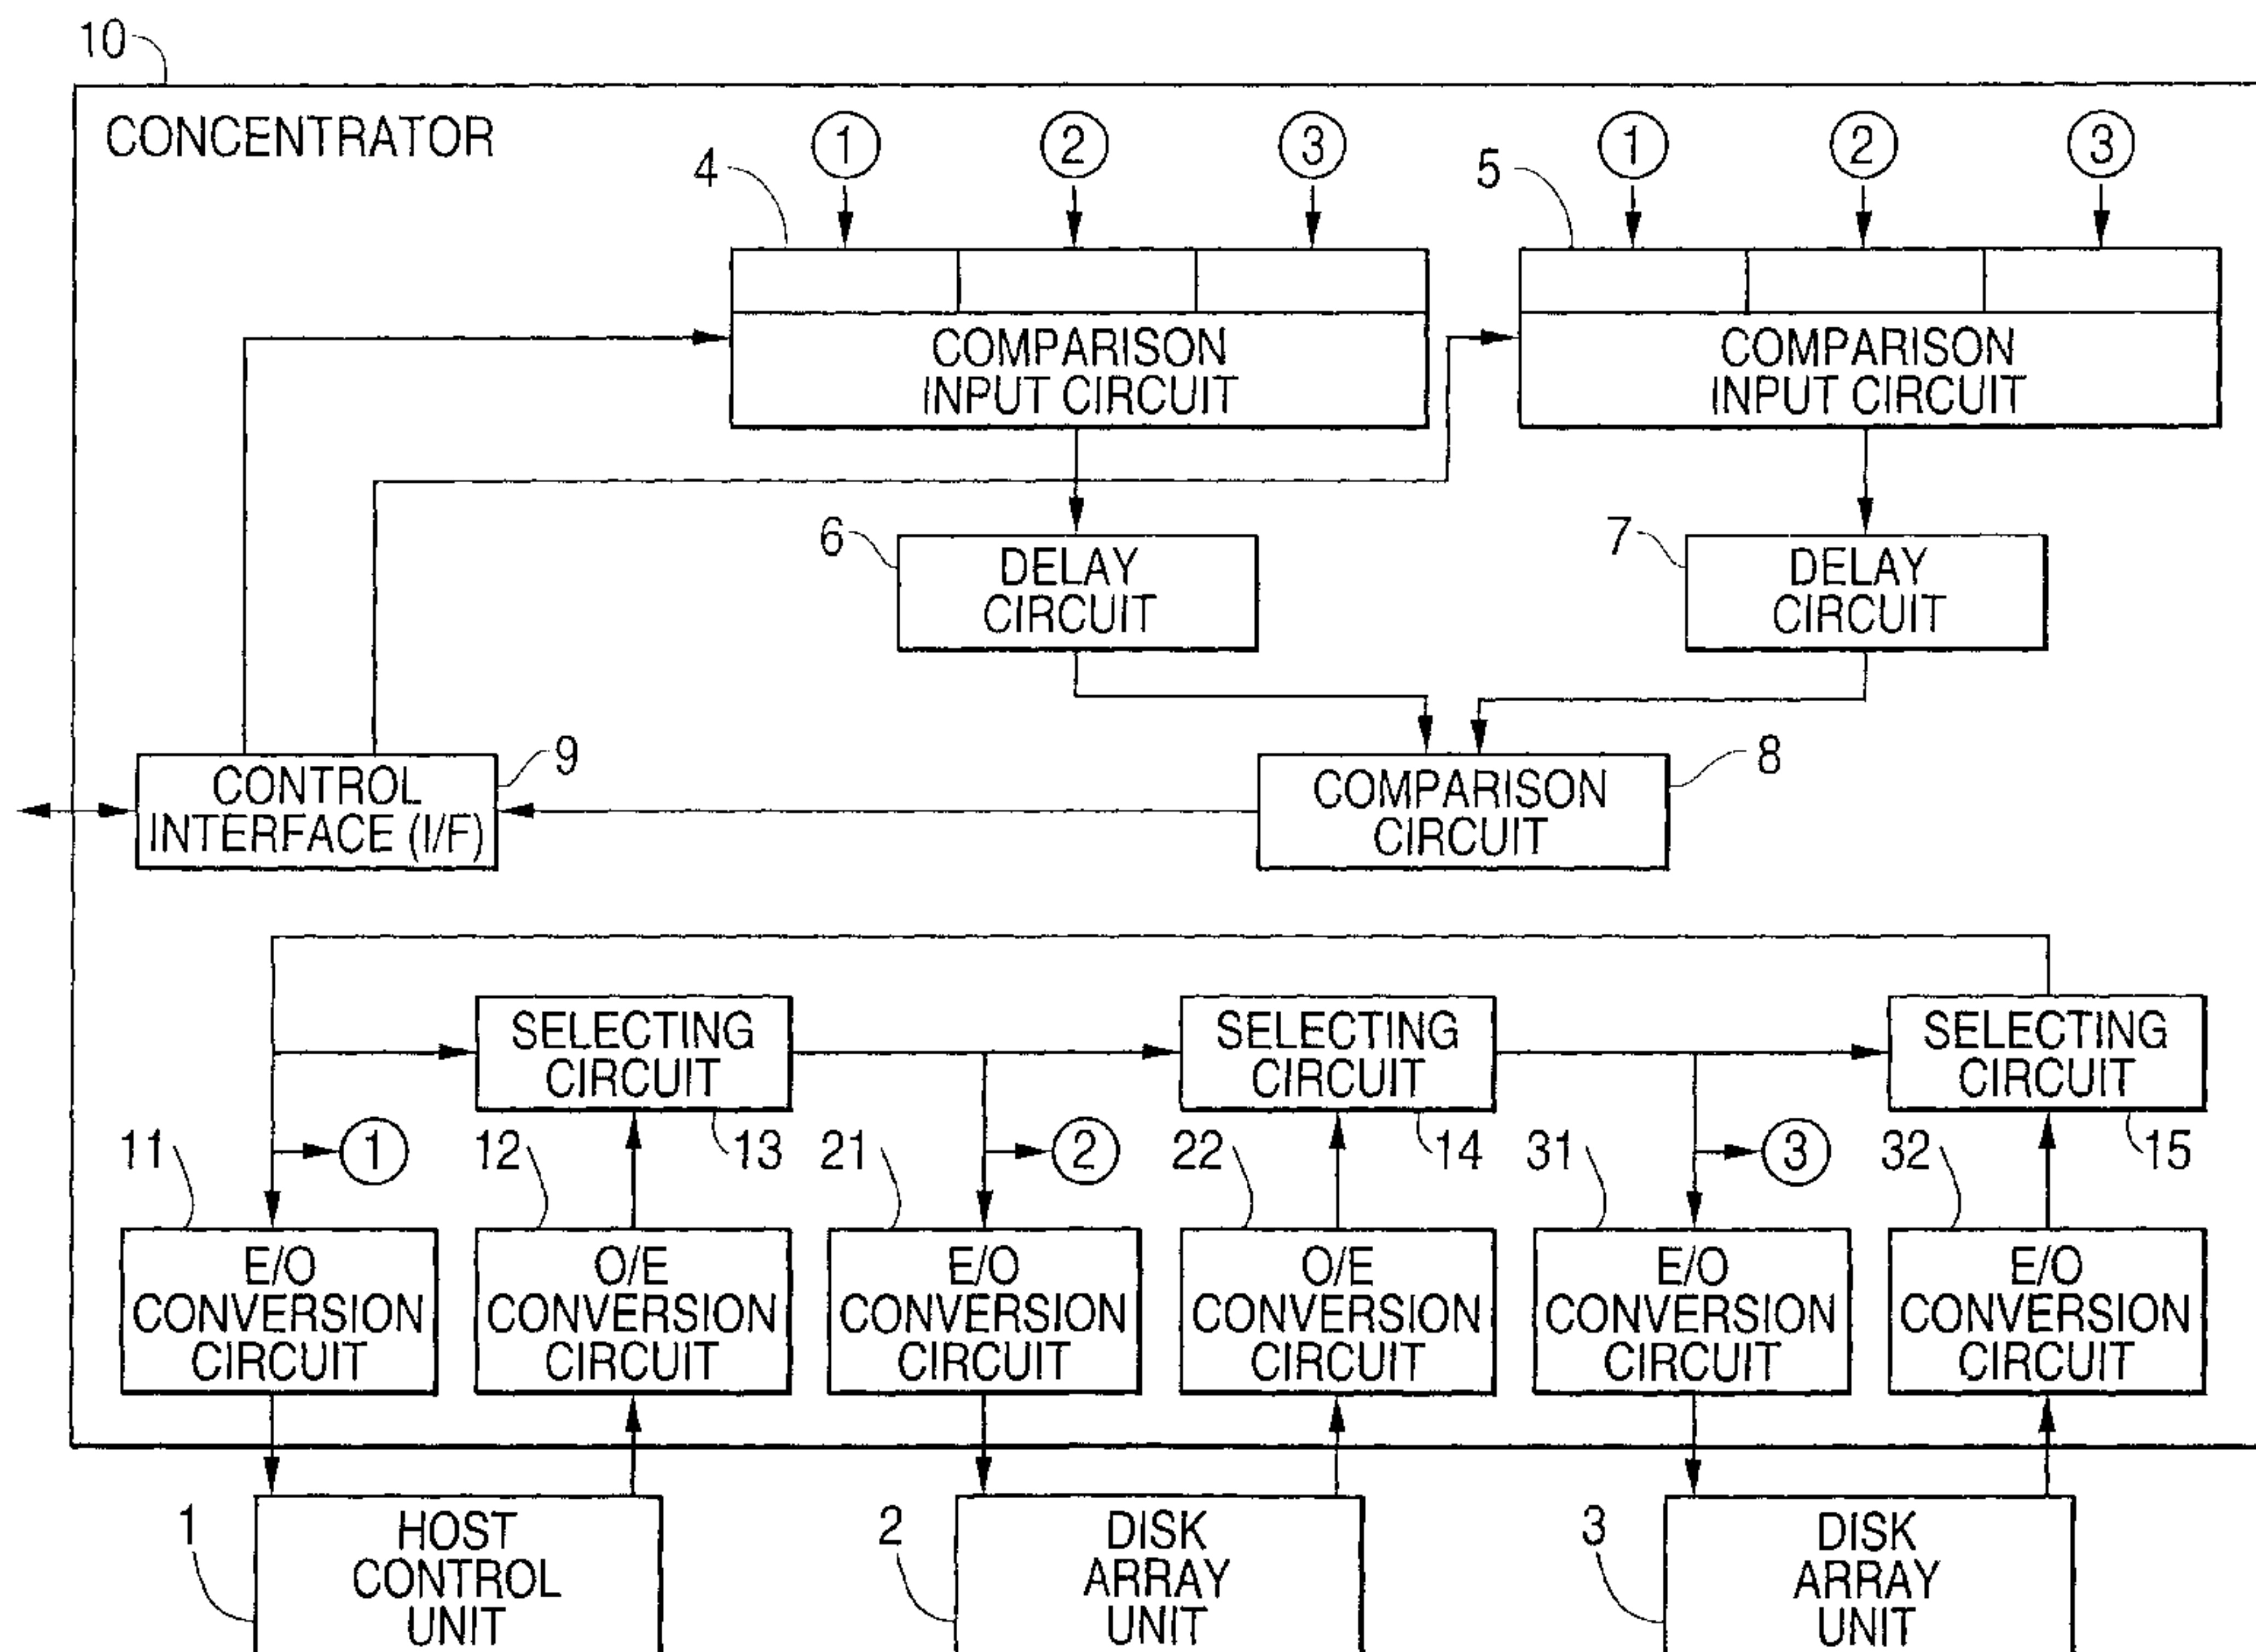 10
CONCENTRATOR
① ② ③ ① ② ③
4 5
COMPARISON
INPUT CIRCUIT
COMPARISON
INPUT CIRCUIT
6 7
DELAY
CIRCUIT
DELAY
CIRCUIT
9 8
CONTROL
INTERFACE (I/F)
COMPARISON
CIRCUIT
SELECTING
CIRCUIT
SELECTING
CIRCUIT
SELECTING
CIRCUIT
11 ① 12 13 21 ② 22 14 31 ③ 32 15
E/O
CONVERSION
CIRCUIT
O/E
CONVERSION
CIRCUIT
E/O
CONVERSION
CIRCUIT
O/E
CONVERSION
CIRCUIT
E/O
CONVERSION
CIRCUIT
E/O
CONVERSION
CIRCUIT
1 2 3
HOST
CONTROL
UNIT
DISK
ARRAY
UNIT
DISK
ARRAY
UNIT